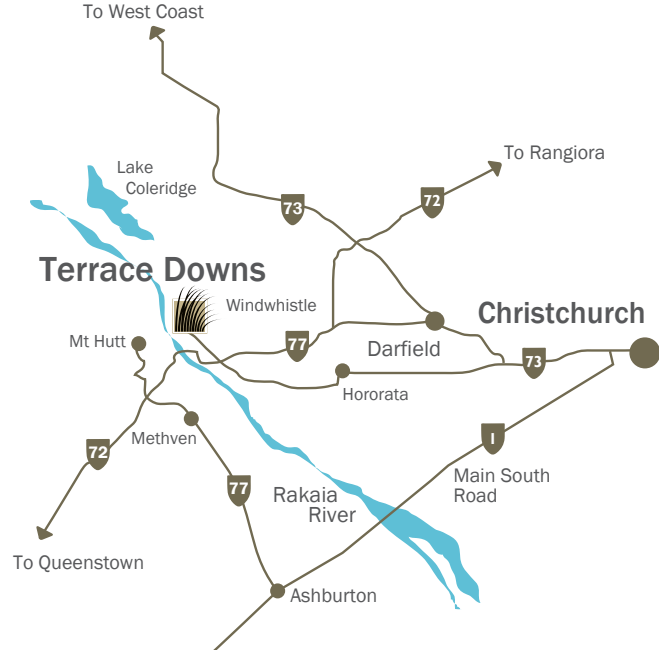 To West Coast
To Rangiora
Lake
Coleridge
72
73
Terrace Downs
Windwhistle
Christchurch
Mt Hutt
77
Darfield
73
Hororata
Methven
I
72
Main South
Road
77
Rakaia
River
To Queenstown
Ashburton